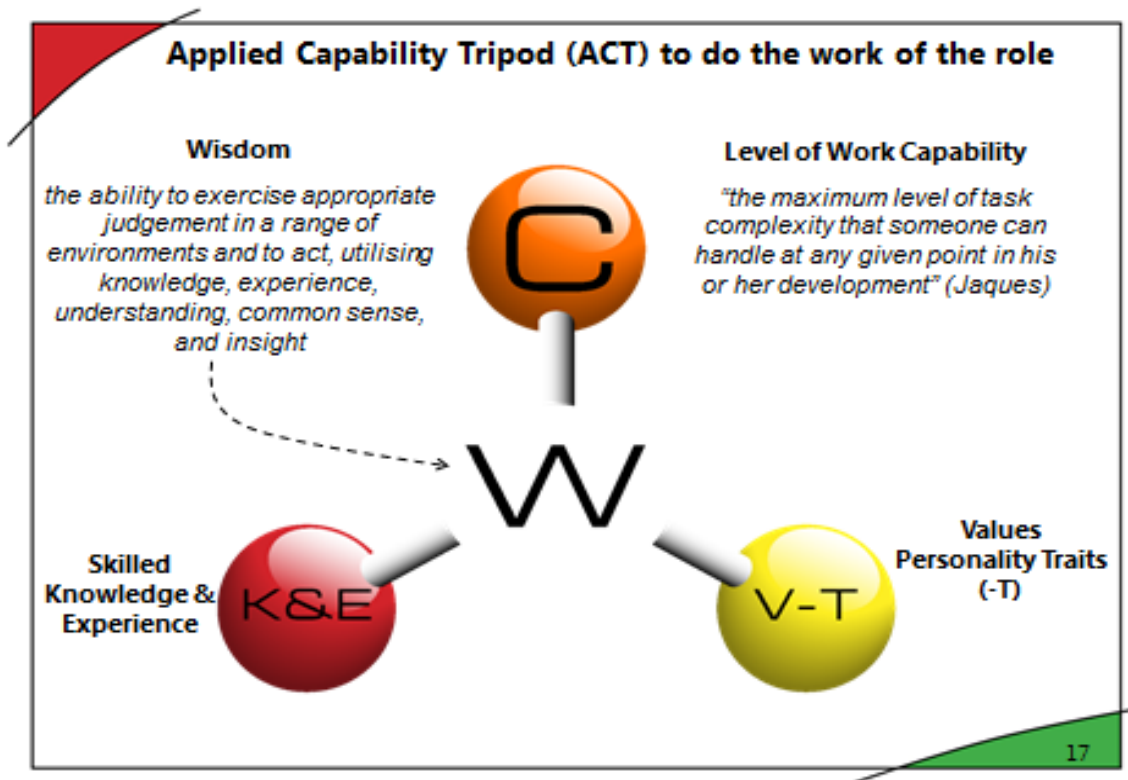 Applied Capability Tripod (ACT) to do the work of the role
Wisdom
the ability to exercise appropriate
judgement in a range of
environments and to act, utilising
knowledge, experience,
understanding, common sense,
and insight
Level of Work Capability
"the maximum level of task
complexity that someone can
handle at any given point in his
or her development" (Jaques)
C
W
Skilled
Knowledge &
Experience
K&E
V-T
Values
Personality Traits
(-T)
17